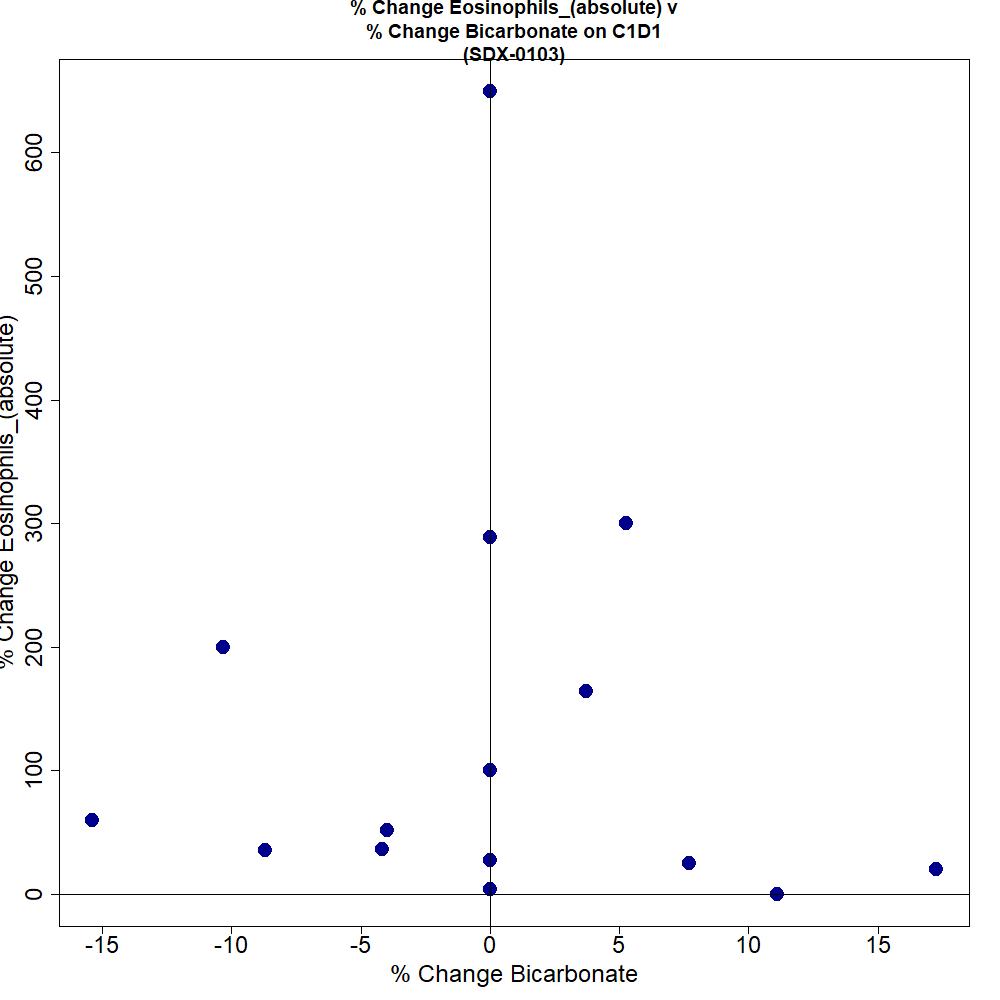 % Change Eosinophils_(absolute) v
% Change Bicarbonate on C1D1
(SDX-0103)
% Change Eosinophils_(absolute)
600
500
400
300
200
100
0
-15
-10
-5
0
5
10
15
% Change Bicarbonate